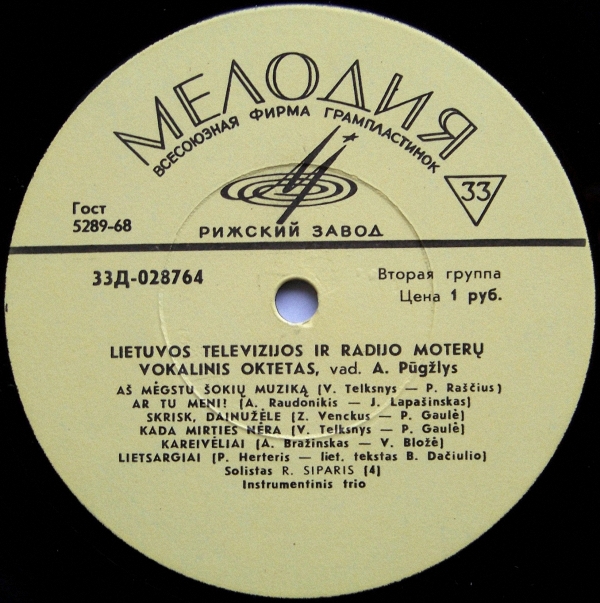 МЕЛОДИЯ
ВСЕСОЮЗНАЯ ФИРМА ГРАМПЛАСТИНОК
33
Гост
5289-68
РИЖСКИЙ ЗАВОД
33Д-028764
Вторая группа
Цена 1 руб.
LIETUVOS TELEVIZIJOS IR RADIJO MOTERŲ
VOKALINIS OKTETAS, vad. A. Pūgžlys
AŠ MĖGSTU ŠOKIŲ MUZIKĄ (V. Telksnys — P. Raščius)
AR TU MENI! (A. Raudonikis — J. Lapašinskas)
SKRISK, DAINUŽĖLE (Z. Venckus — P. Gaulė)
KADA MIRTIES NĖRA (V. Telksnys — P. Gaulė)
KAREIVĖLIAI (A. Bražinskas — V. Bložė)
LIETSARGIAI (P. Herteris — liet. tekstas B. Dačiulio)
Solistas R. SIPARIS (4)
Instrumentinis trio